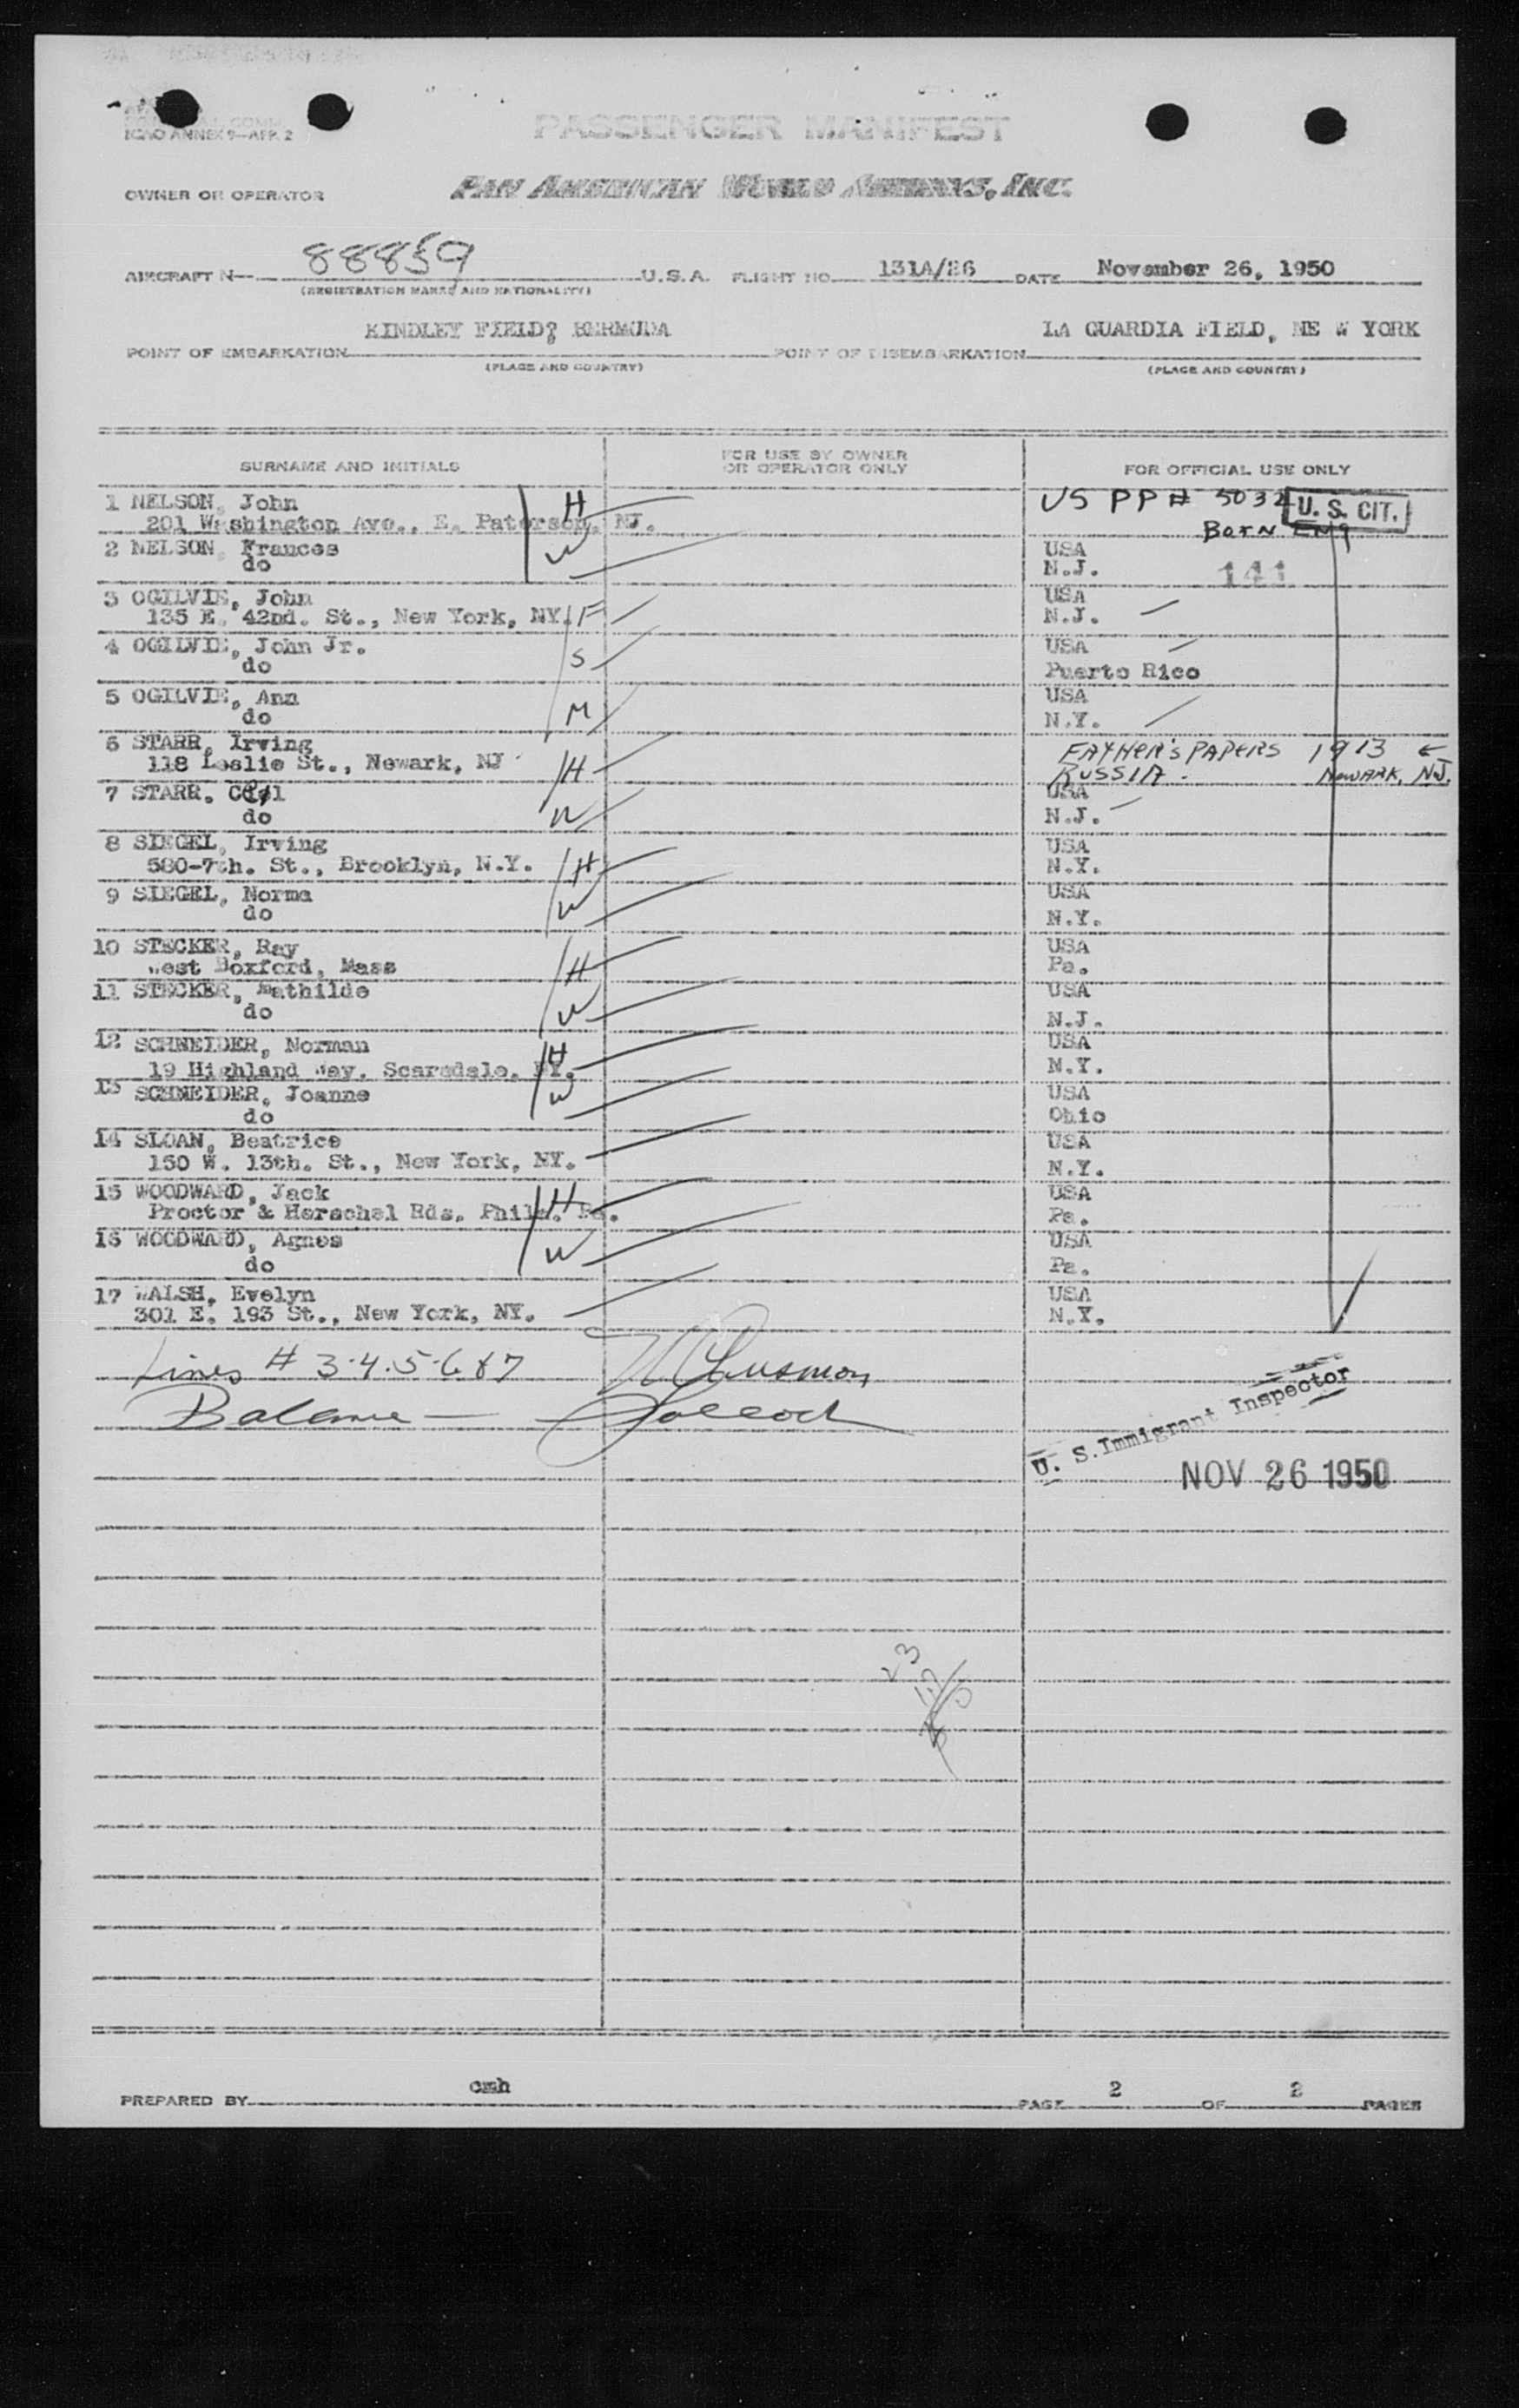 ICAO ANNEX 9—APP. 2
PASSENGER MANIFEST
OWNER OR OPERATOR PAN AMERICAN WORLD AIRWAYS, INC.
AIRCRAFT N— 88859 U.S.A. FLIGHT NO. 131A/26 DATE November 26, 1950
(REGISTRATION MARKS AND NATIONALITY)
KINDLEY FIELD; BERMUDA LA GUARDIA FIELD, NE W YORK
POINT OF EMBARKATION POINT OF DISEMBARKATION
(PLACE AND COUNTRY) (PLACE AND COUNTRY)
SURNAME AND INITIALS FOR USE BY OWNER OR OPERATOR ONLY FOR OFFICIAL USE ONLY
1 NELSON, John H US PP # 5032 U. S. CIT.
201 Washington Ave., E. Paterson, NJ. Born Eng
2 NELSON, Frances W USA
do N.J. 141
3 OGILVIE, John USA
135 E. 42nd. St., New York, NY. F N.J.
4 OGILVIE, John Jr. USA
do S Puerto Rico
5 OGILVIE, Ann USA
do M N.Y.
6 STARR, Irving FATHER'S PAPERS 1913 ←
118 Leslie St., Newark, NJ H RUSSIA. NEWARK, N.J.
7 STARR. USA
do W N.J.
8 SIEGEL, Irving USA
580-7th. St., Brooklyn, N.Y. H N.Y.
9 SIEGEL, Norma USA
do W N.Y.
10 STECKER, Ray USA
West Boxford, Mass H Pa.
11 STECKER, Mathilde USA
do W N.J.
12 SCHNEIDER, Norman H USA
19 Highland Way. Scarsdale. NY. N.Y.
13 SCHNEIDER, Joanne W USA
do Ohio
14 SLOAN, Beatrice USA
150 W. 13th. St., New York, NY. N.Y.
15 WOODWARD, Jack H USA
Proctor & Herschel Rds. Phila. Pa. Pa.
16 WOODWARD, Agnes W USA
do Pa.
17 WALSH, Evelyn USA
301 E. 193 St., New York, NY. N.Y.
Lines # 3·4·5·6 & 7
Balance —
U. S. Immigrant Inspector
NOV 26 1950
23
17
PREPARED BY cmh PAGE 2 OF 2 PAGES